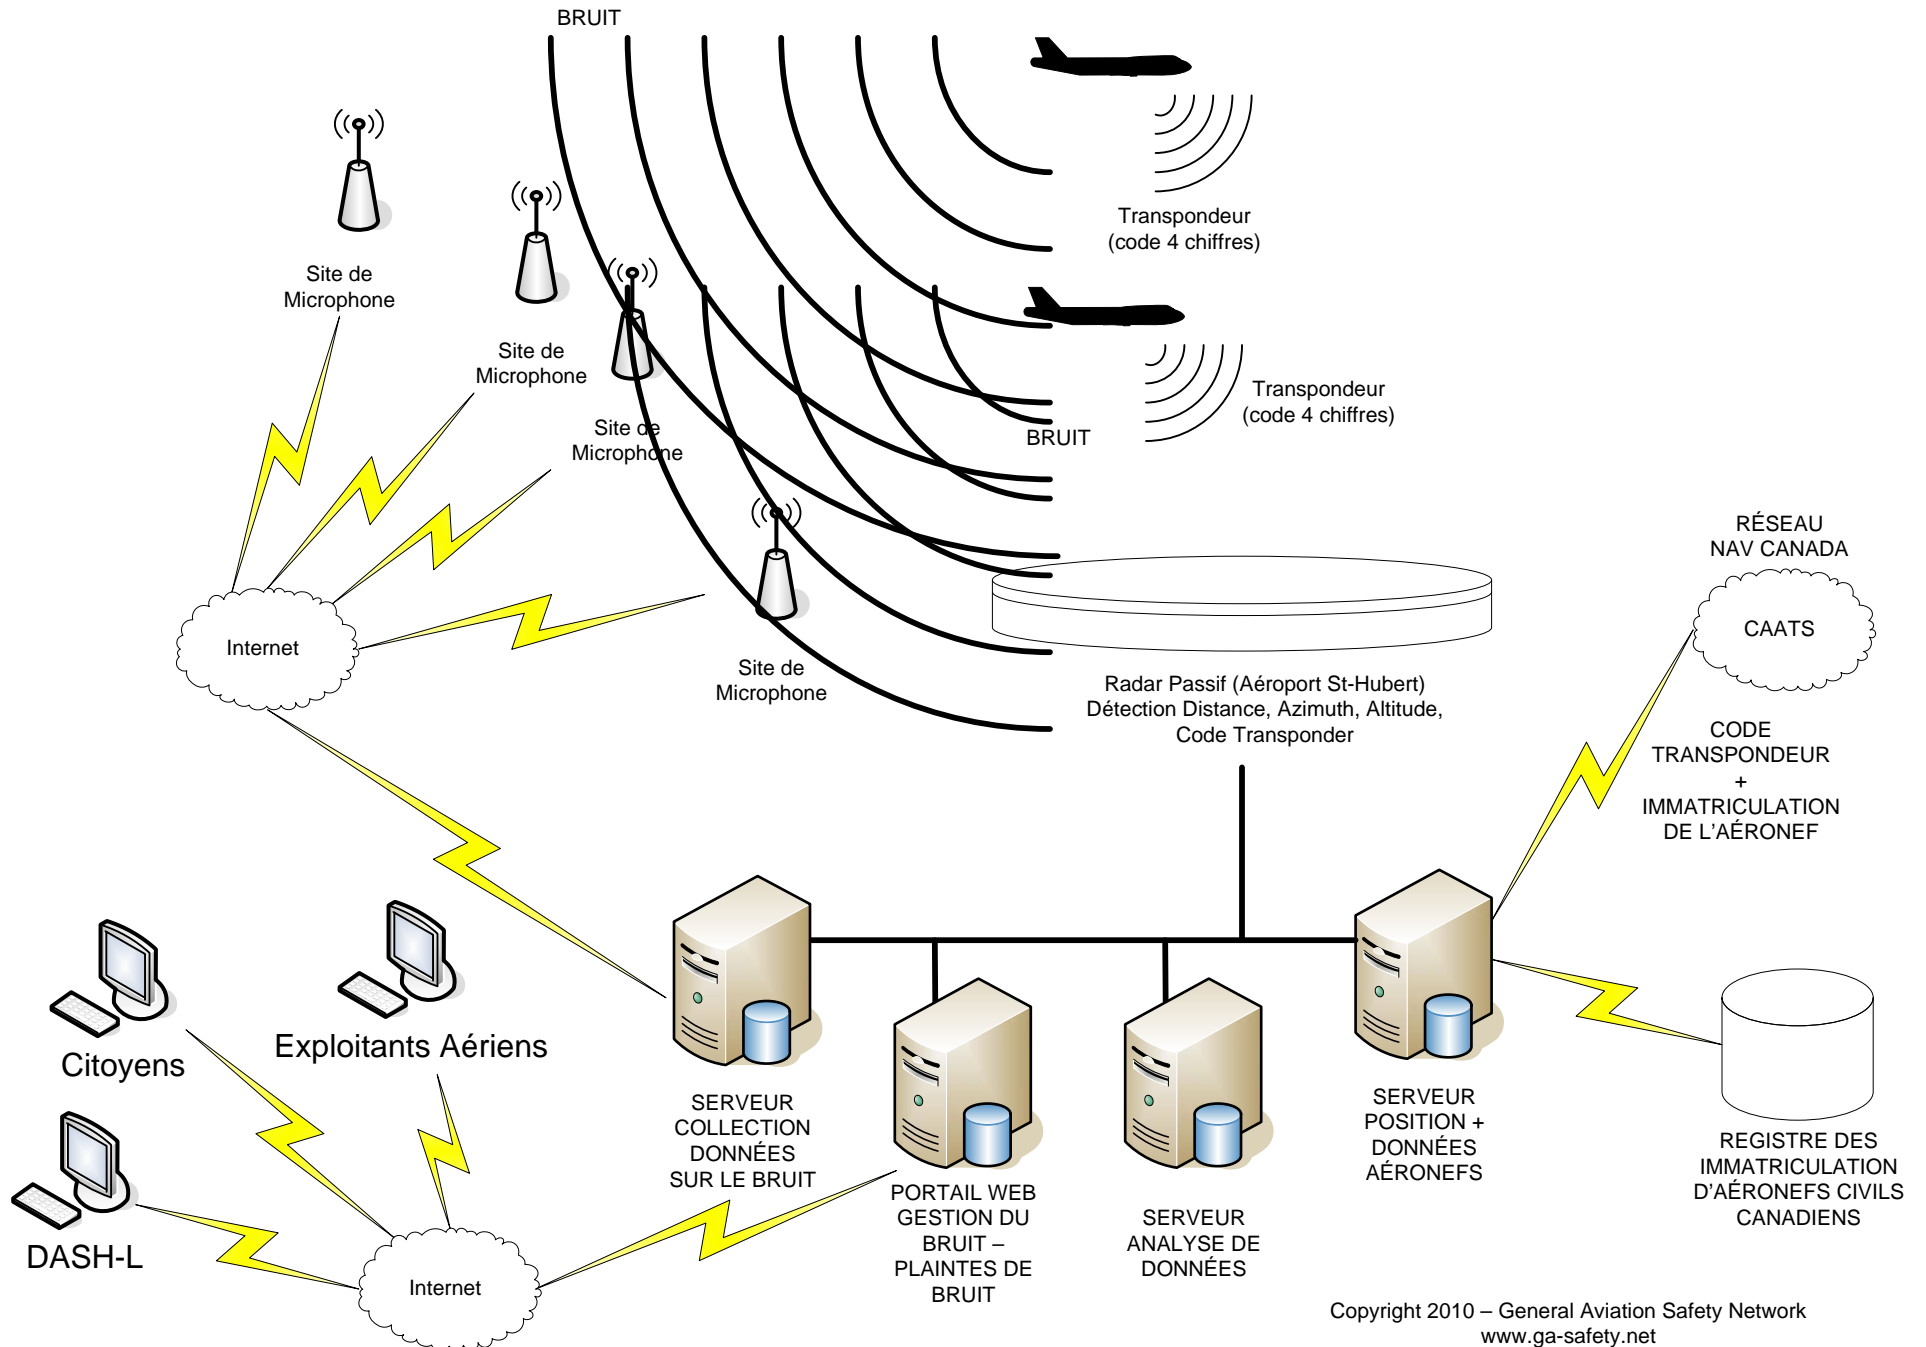 BRUIT
Transpondeur
(code 4 chiffres)
Site de
Microphone
Site de
Microphone
Site de
Microphone
Transpondeur
(code 4 chiffres)
BRUIT
RÉSEAU
NAV CANADA
CAATS
Internet
Site de
Microphone
Radar Passif (Aéroport St-Hubert)
Détection Distance, Azimuth, Altitude,
Code Transponder
CODE
TRANSPONDEUR
+
IMMATRICULATION
DE L'AÉRONEF
Citoyens
Exploitants Aériens
DASH-L
Internet
SERVEUR
COLLECTION
DONNÉES
SUR LE BRUIT
PORTAIL WEB
GESTION DU
BRUIT –
PLAINTES DE
BRUIT
SERVEUR
ANALYSE DE
DONNÉES
SERVEUR
POSITION +
DONNÉES
AÉRONEFS
REGISTRE DES
IMMATRICULATION
D'AÉRONEFS CIVILS
CANADIENS
Copyright 2010 – General Aviation Safety Network
www.ga-safety.net